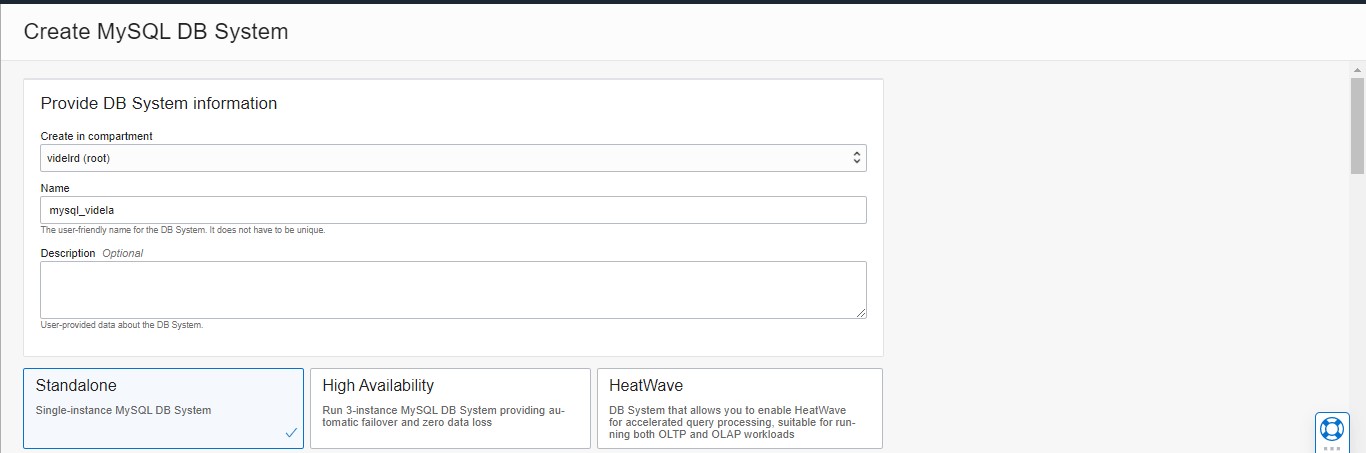 Create MySQL DB System
Provide DB System information
Create in compartment
videlrd (root)
Name
mysql_videla
The user-friendly name for the DB System. It does not have to be unique.
Description Optional
User-provided data about the DB System.
Standalone
Single-instance MySQL DB System
High Availability
Run 3-instance MySQL DB System providing au-
tomatic failover and zero data loss
HeatWave
DB System that allows you to enable HeatWave
for accelerated query processing, suitable for run-
ning both OLTP and OLAP workloads